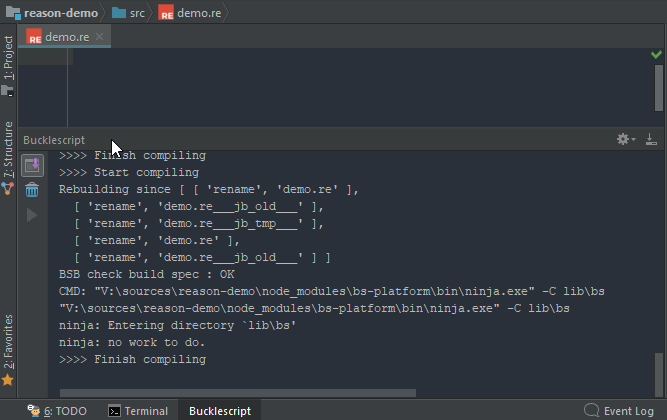 reason-demo src demo.re
RE demo.re
1: Project
7: Structure
2: Favorites
Bucklescript
>>>> Finish compiling
>>>> Start compiling
Rebuilding since [ [ 'rename', 'demo.re' ],
  [ 'rename', 'demo.re___jb_old___' ],
  [ 'rename', 'demo.re___jb_tmp___' ],
  [ 'rename', 'demo.re' ],
  [ 'rename', 'demo.re___jb_old___' ] ]
BSB check build spec : OK
CMD: "V:\sources\reason-demo\node_modules\bs-platform\bin\ninja.exe" -C lib\bs
"V:\sources\reason-demo\node_modules\bs-platform\bin\ninja.exe" -C lib\bs
ninja: Entering directory `lib\bs'
ninja: no work to do.
>>>> Finish compiling
6: TODO Terminal Bucklescript Event Log